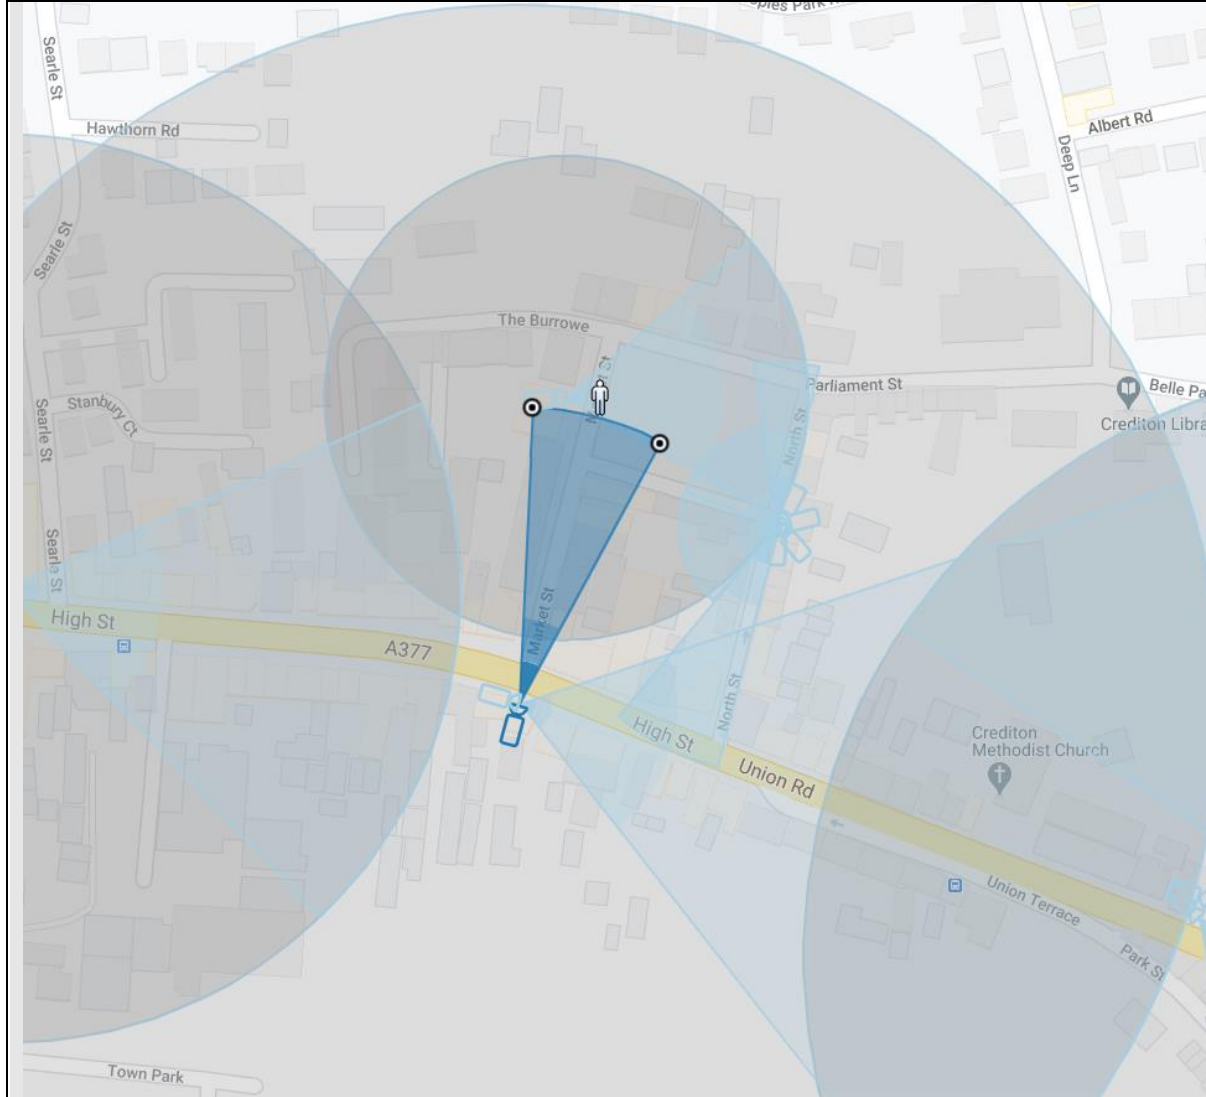 Searle St
Hawthorn Rd
Albert Rd
Deep Ln
Searle St
The Burrowe
Parliament St
Belle Pa
Stanbury Ct
Searle St
Crediton Libra
North St
Searle St
Market St
High St
A377
North St
High St
Crediton
Methodist Church
Union Rd
Union Terrace
Park St
Town Park